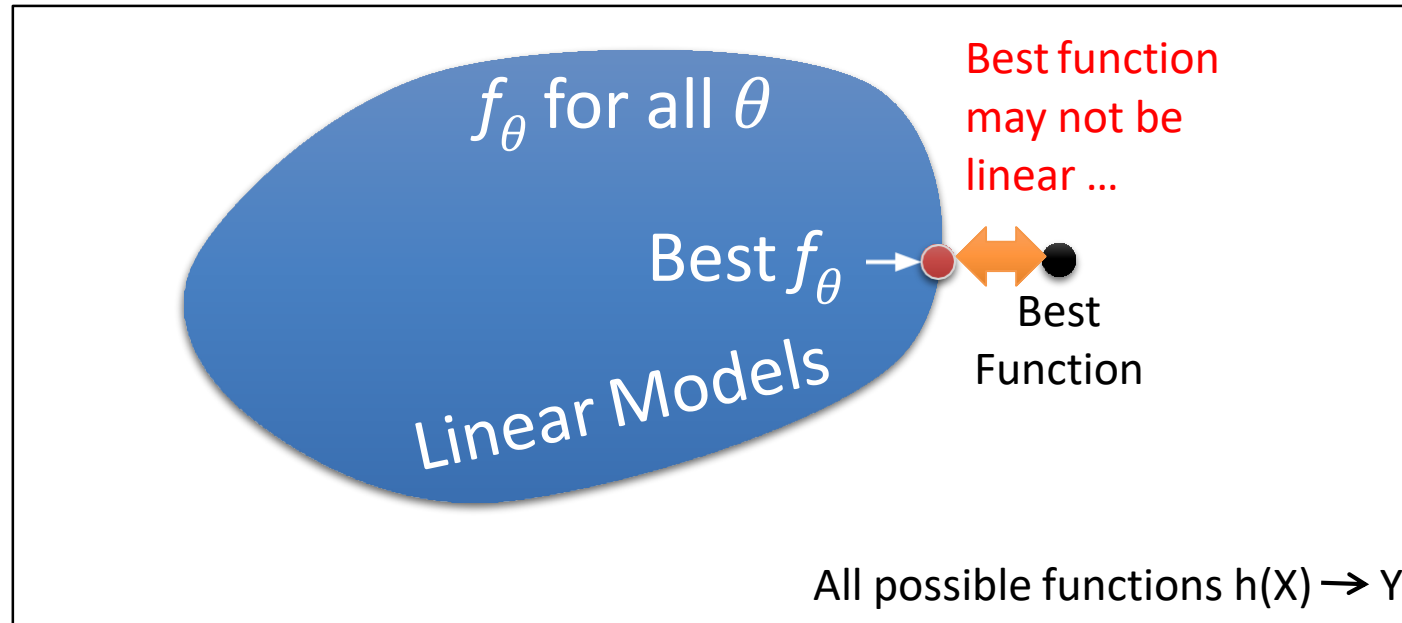 f_θ for all θ
Best function
may not be
linear ...
Best f_θ
Best
Function
Linear Models
All possible functions h(X) → Y